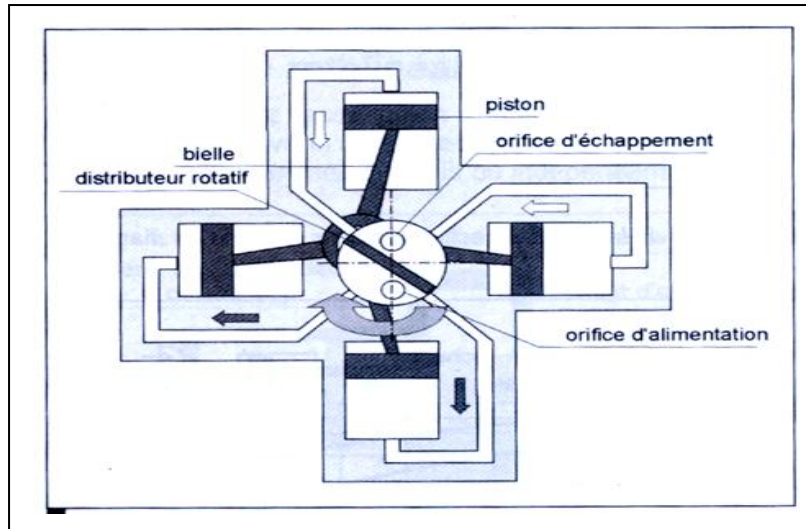 piston
orifice d'échappement
bielle
distributeur rotatif
orifice d'alimentation